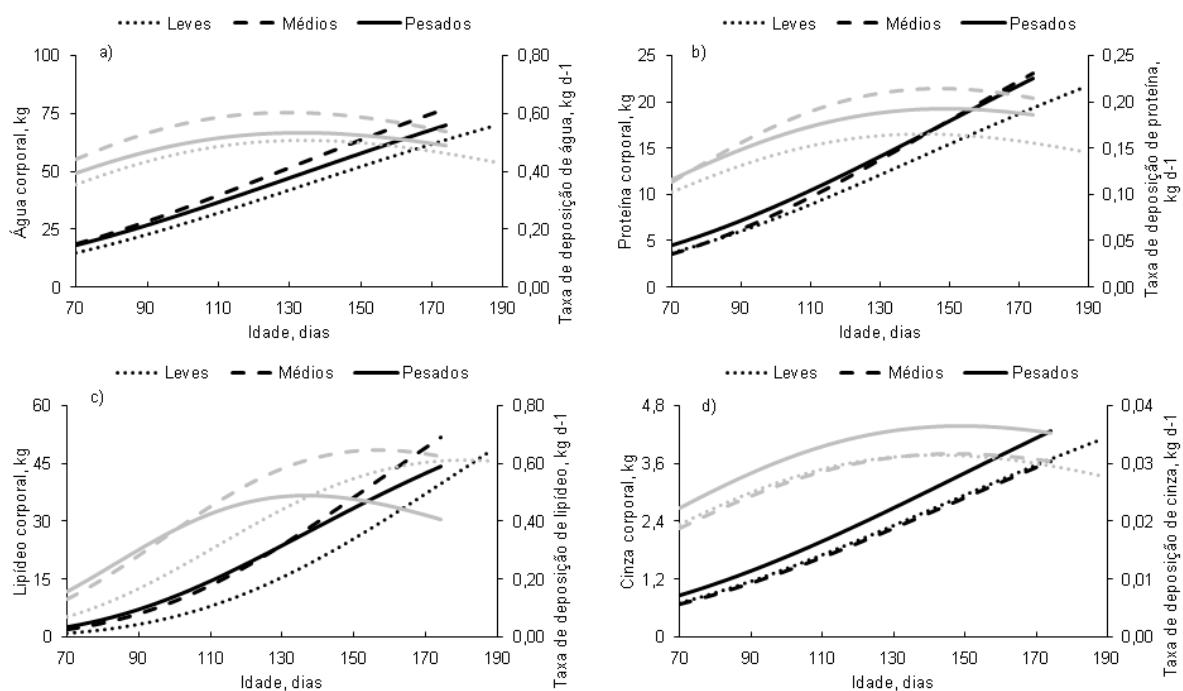 Leves Médios Pesados
a)
Água corporal, kg
100
75
50
25
0
0,80
0,60
0,40
0,20
0,00
Taxa de deposição de água, kg d-1
70 90 110 130 150 170 190
Idade, dias
Leves Médios Pesados
b)
Proteína corporal, kg
25
20
15
10
5
0
0,25
0,20
0,15
0,10
0,05
0,00
Taxa de deposição de proteína,
kg d-1
70 90 110 130 150 170 190
Idade, dias
Leves Médios Pesados
c)
Lipídeo corporal, kg
60
45
30
15
0
0,80
0,60
0,40
0,20
0,00
Taxa de deposição de lipídeo, kg d-1
70 90 110 130 150 170 190
Idade, dias
Leves Médios Pesados
d)
Cinza corporal, kg
4,8
3,6
2,4
1,2
0
0,04
0,03
0,02
0,01
0,00
Taxa de deposição de cinza, kg d-1
70 90 110 130 150 170 190
Idade, dias